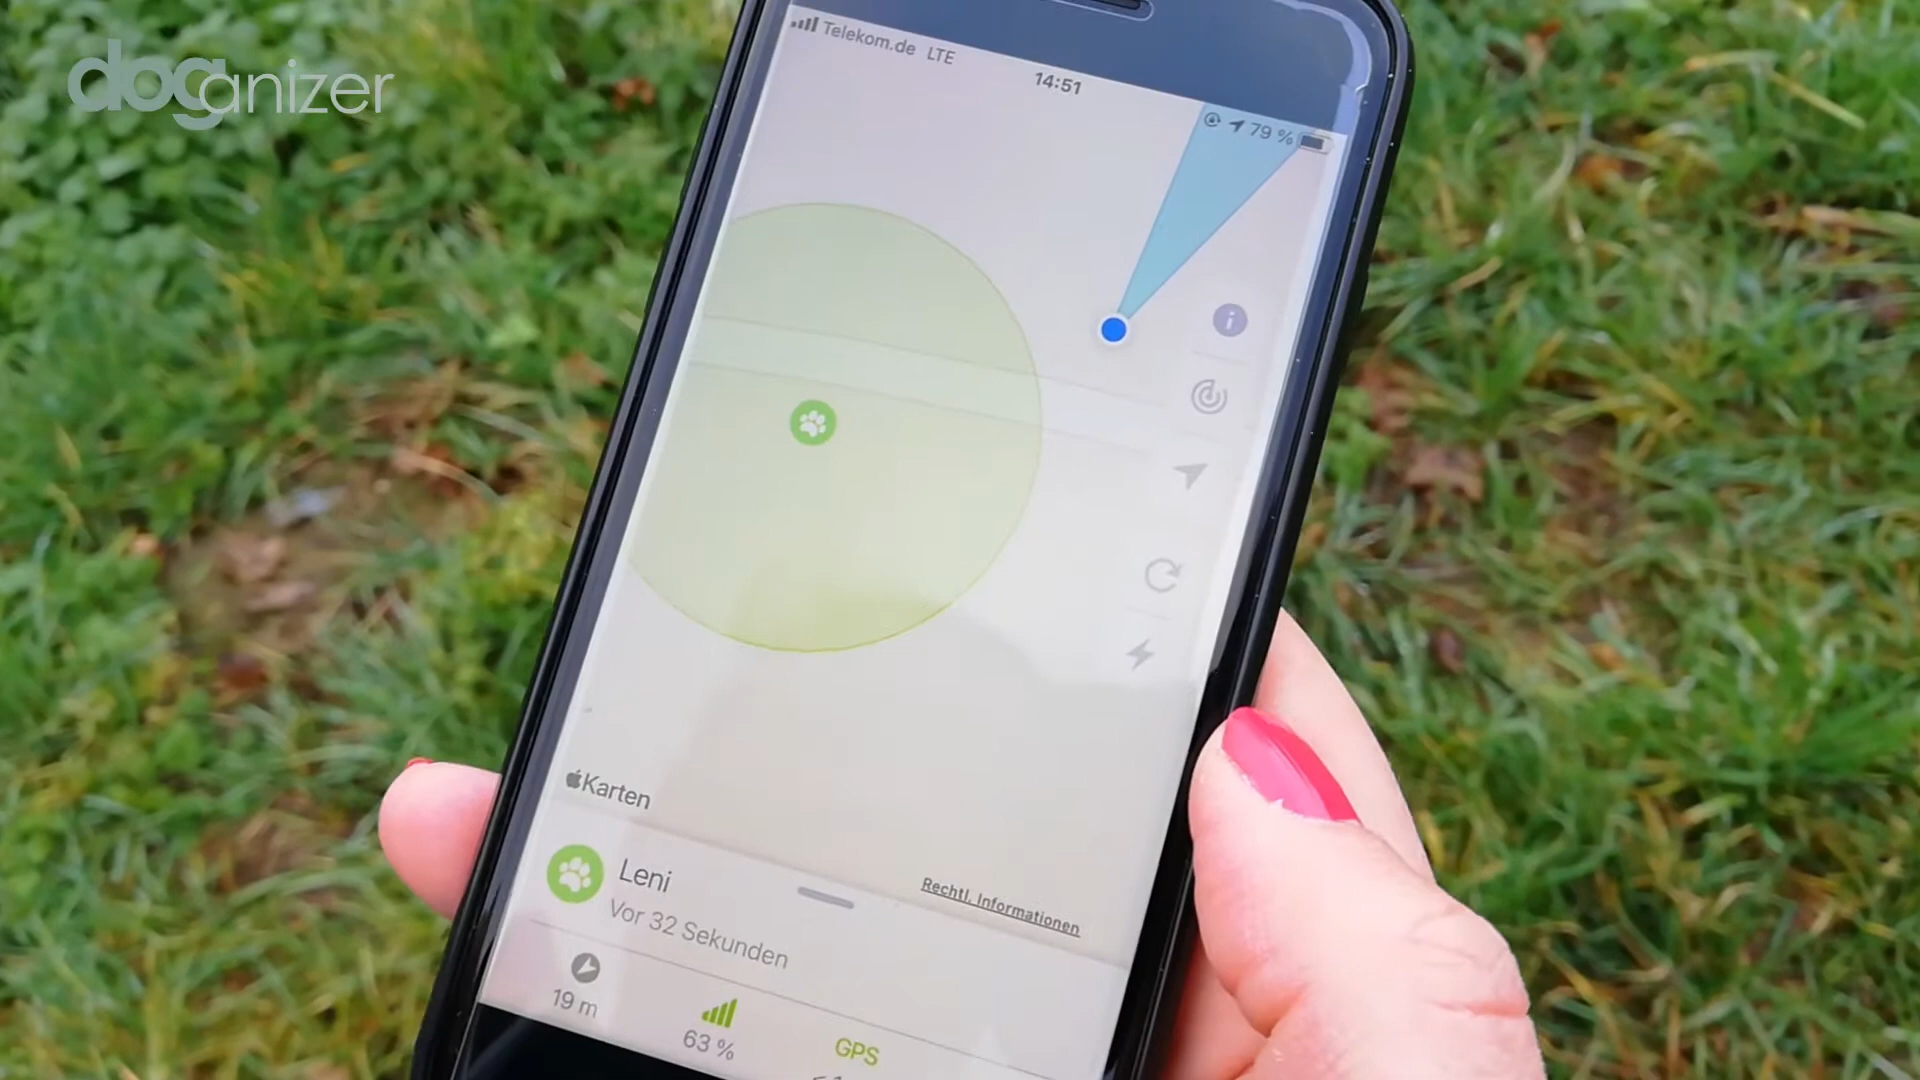 doganizer
Telekom.de LTE
14:51
79 %
Karten
Rechtl. Informationen
Leni
Vor 32 Sekunden
19 m
63 %
GPS